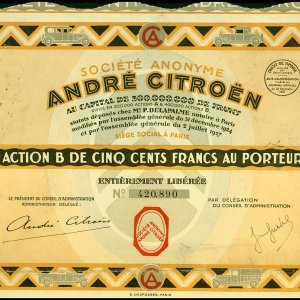 SOCIÉTÉ ANONYME
ANDRÉ CITROËN
AU CAPITAL DE 300.000.000 DE FRANCS
statuts déposés chez Me P. DELAPALME notaire à Paris
modifiés par l'assemblée générale du 31 décembre 1924
et par l'assemblée générale du 2 juillet 1927
SIÈGE SOCIAL À PARIS
ACTION B DE CINQ CENTS FRANCS AU PORTEUR
ENTIÈREMENT LIBÉRÉE
No 420,890
LE PRÉSIDENT DU CONSEIL D'ADMINISTRATION
ADMINISTRATEUR DÉLÉGUÉ:
PAR DÉLÉGATION
DU CONSEIL D'ADMINISTRATION:
André Citroën
E. DESFOSSÉS, PARIS